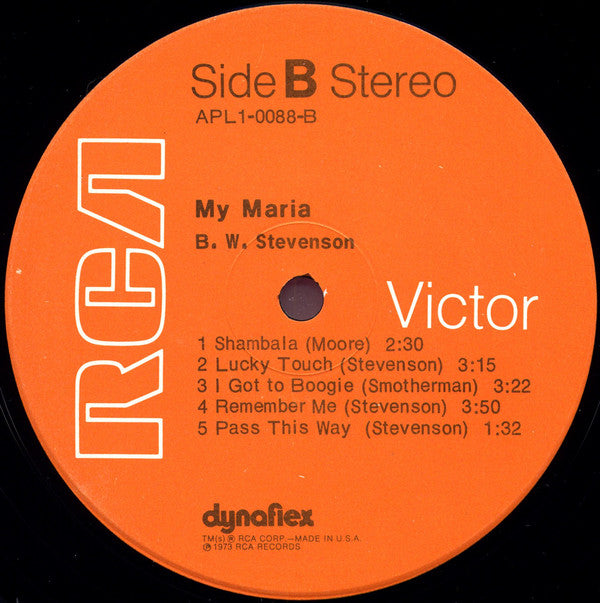 Side B Stereo
APL1-0088-B
RCA
My Maria
B. W. Stevenson
Victor
1 Shambala (Moore) 2:30
2 Lucky Touch (Stevenson) 3:15
3 I Got to Boogie (Smotherman) 3:22
4 Remember Me (Stevenson) 3:50
5 Pass This Way (Stevenson) 1:32
dynaflex
TM(s) ® RCA CORP.—MADE IN U.S.A.
℗ 1973 RCA RECORDS